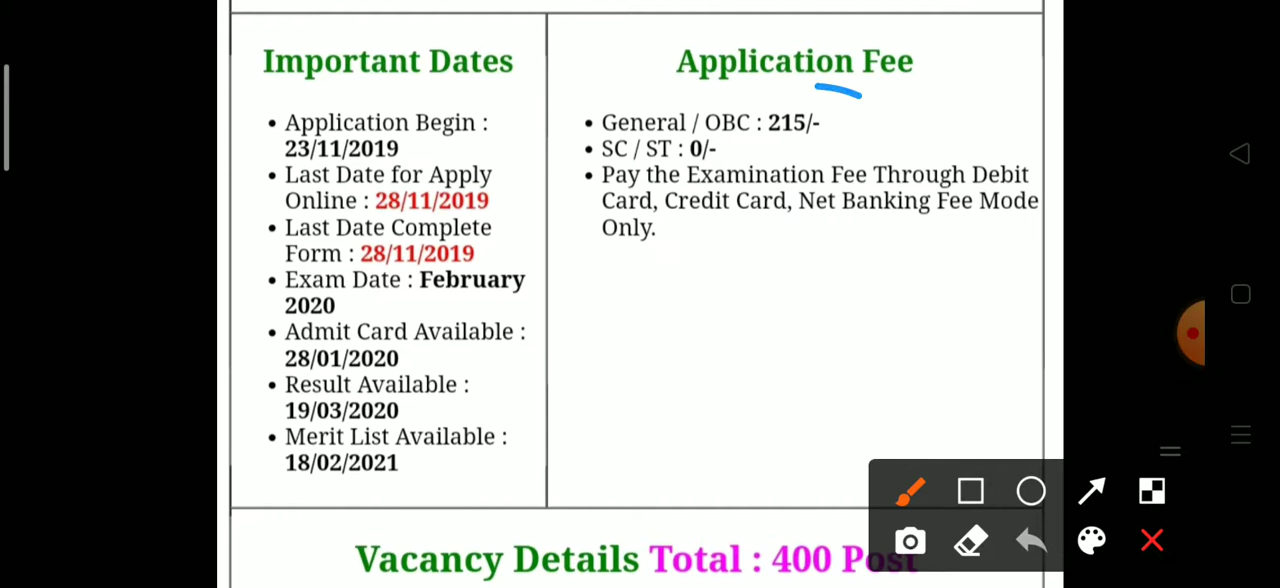 Important Dates
• Application Begin :
23/11/2019
• Last Date for Apply
Online : 28/11/2019
• Last Date Complete
Form : 28/11/2019
• Exam Date : February
2020
• Admit Card Available :
28/01/2020
• Result Available :
19/03/2020
• Merit List Available :
18/02/2021
Application Fee
• General / OBC : 215/-
• SC / ST : 0/-
• Pay the Examination Fee Through Debit
Card, Credit Card, Net Banking Fee Mode
Only.
Vacancy Details Total : 400 Post